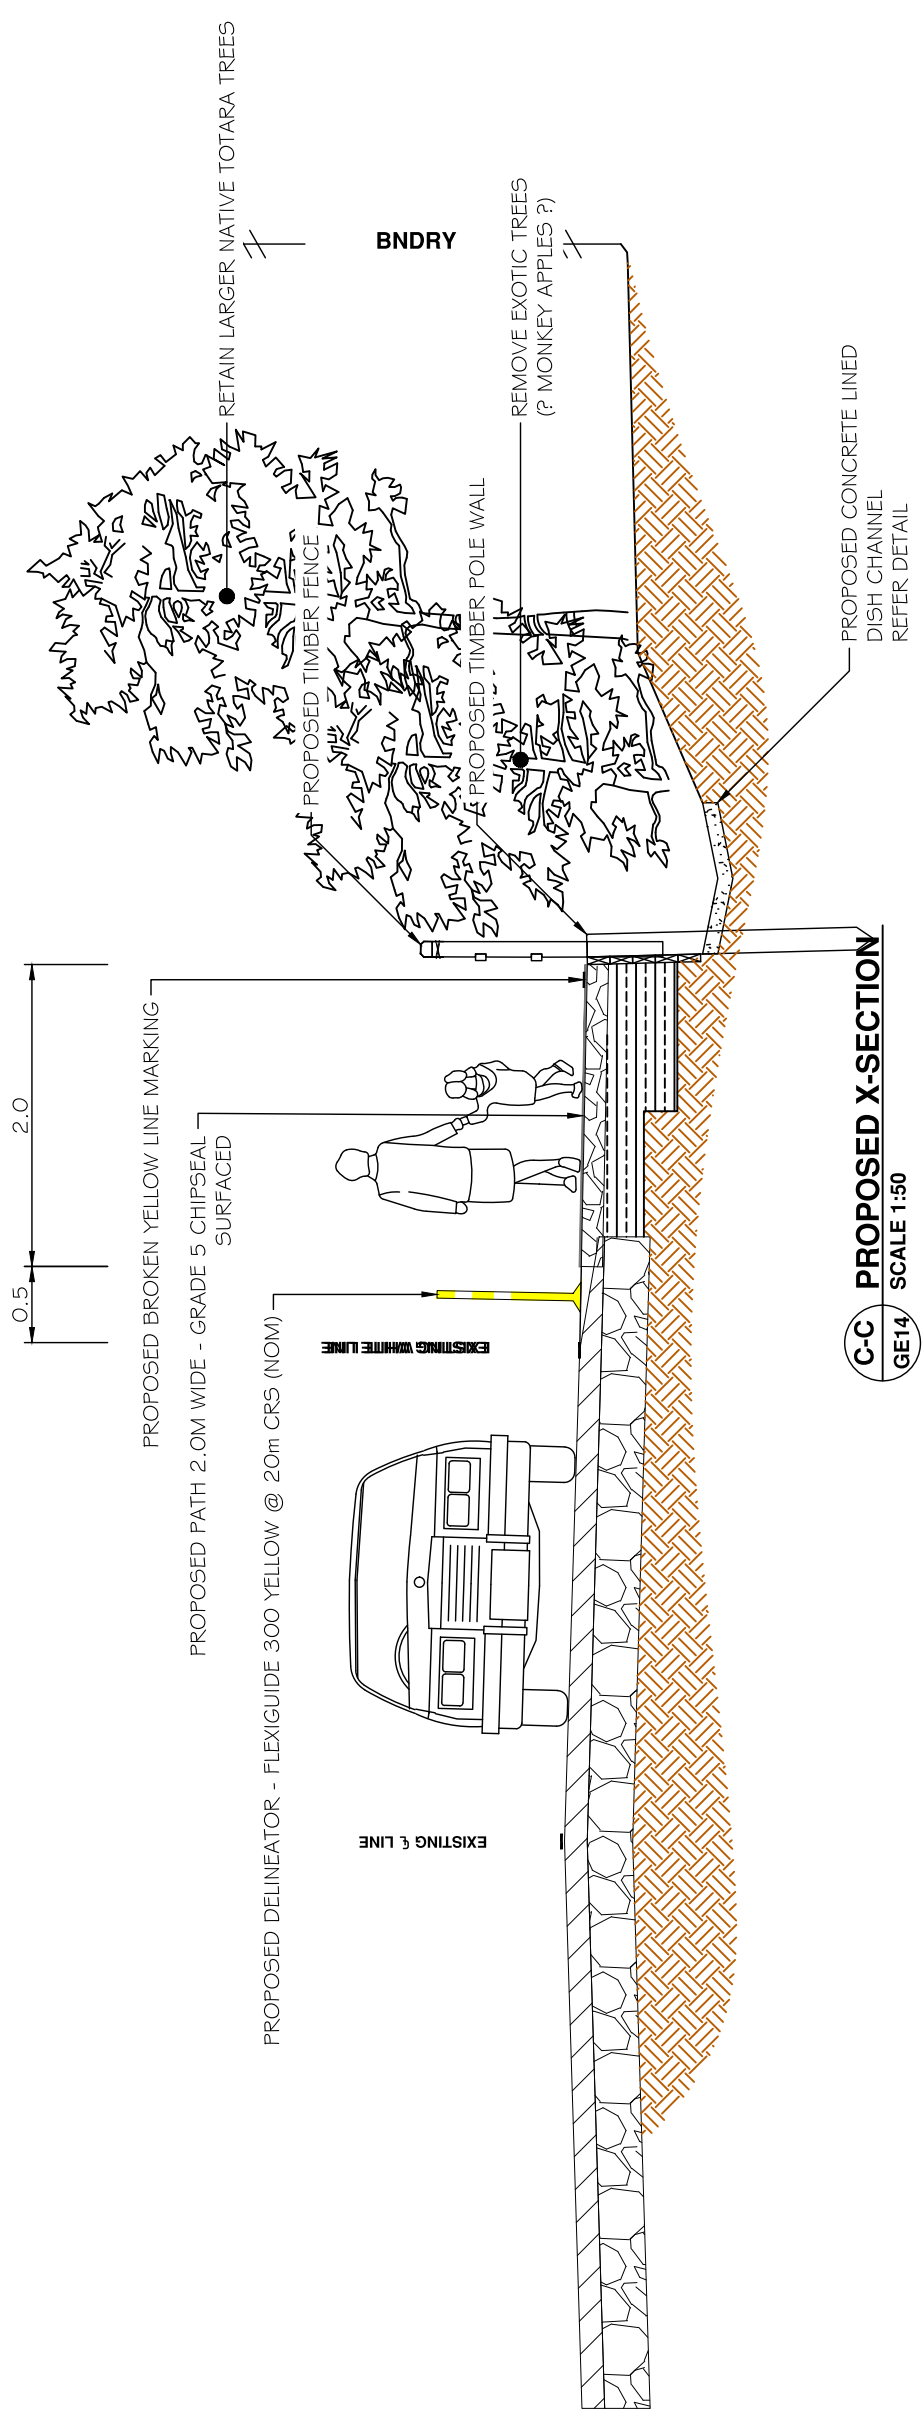 0.5
2.0
PROPOSED BROKEN YELLOW LINE MARKING
PROPOSED PATH 2.0M WIDE - GRADE 5 CHIPSEAL
SURFACED
PROPOSED DELINEATOR - FLEXIGUIDE 300 YELLOW @ 20m CRS (NOM)
EXISTING ℄ LINE
EXISTING WHITE LINE
RETAIN LARGER NATIVE TOTARA TREES
PROPOSED TIMBER FENCE
BNDRY
PROPOSED TIMBER POLE WALL
REMOVE EXOTIC TREES
(? MONKEY APPLES ?)
PROPOSED CONCRETE LINED
DISH CHANNEL
REFER DETAIL
C-C PROPOSED X-SECTION
GE14 SCALE 1:50